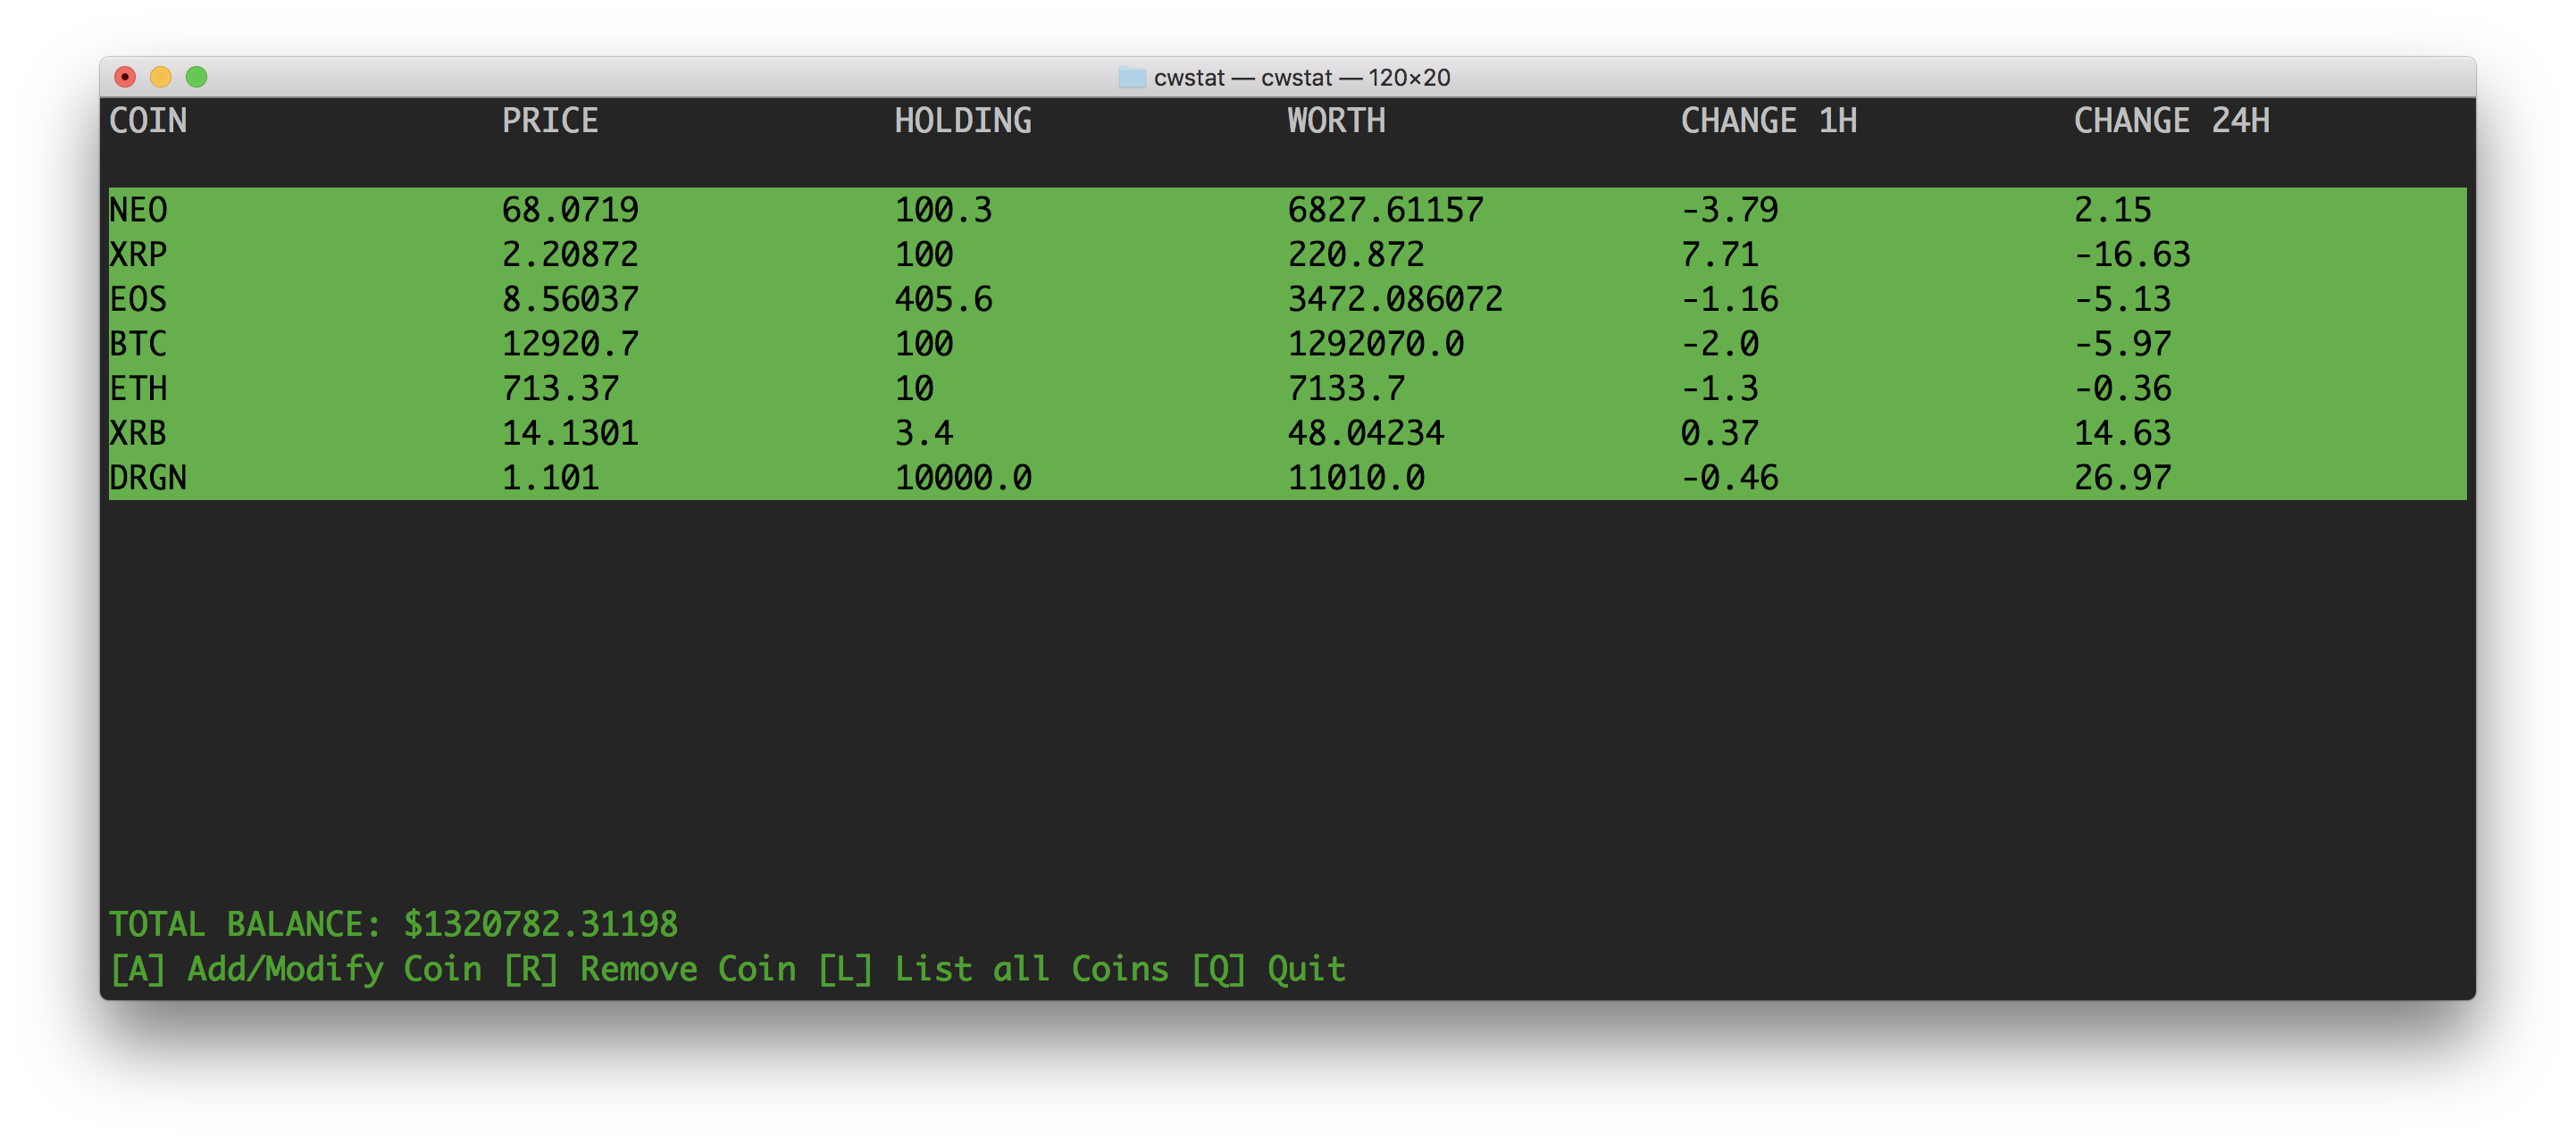 cwstat — cwstat — 120×20
COIN PRICE HOLDING WORTH CHANGE 1H CHANGE 24H
NEO 68.0719 100.3 6827.61157 -3.79 2.15
XRP 2.20872 100 220.872 7.71 -16.63
EOS 8.56037 405.6 3472.086072 -1.16 -5.13
BTC 12920.7 100 1292070.0 -2.0 -5.97
ETH 713.37 10 7133.7 -1.3 -0.36
XRB 14.1301 3.4 48.04234 0.37 14.63
DRGN 1.101 10000.0 11010.0 -0.46 26.97
TOTAL BALANCE: $1320782.31198
[A] Add/Modify Coin [R] Remove Coin [L] List all Coins [Q] Quit